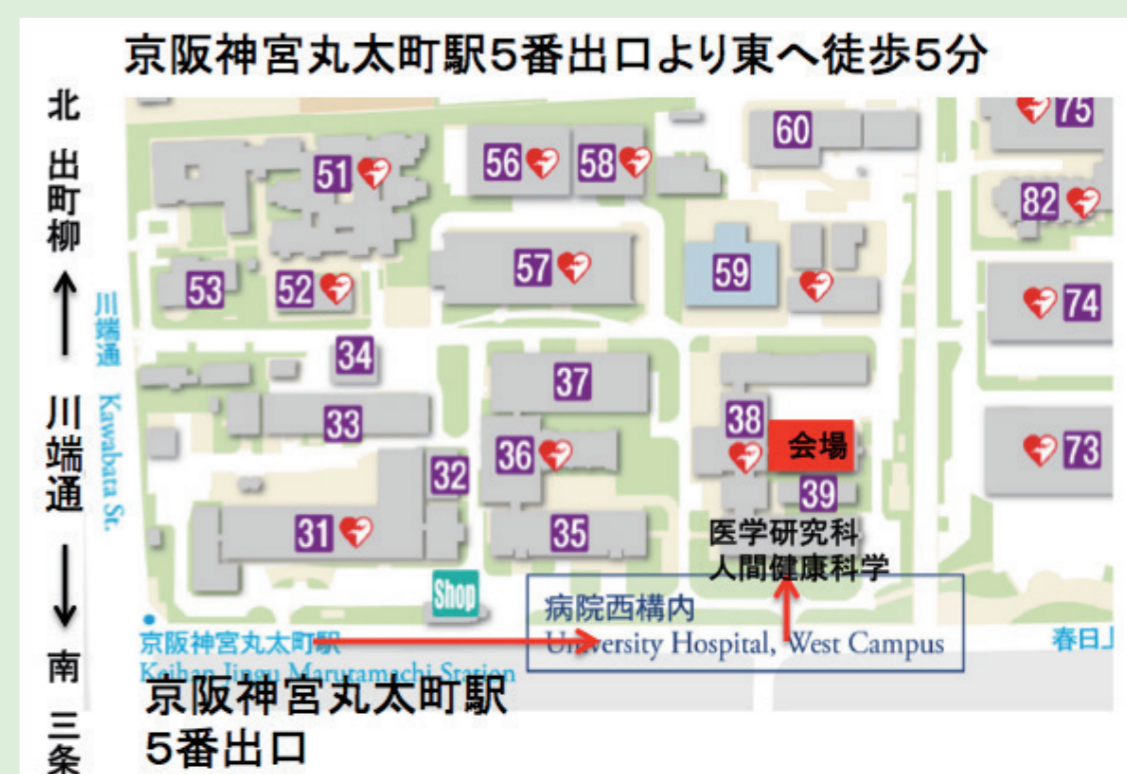 京阪神宮丸太町駅5番出口より東へ徒歩5分
北
出町柳
川端通
Kawabata St.
川端通
南
三条
51
56
58
60
75
82
53
52
57
59
74
34
37
33
38
会場
36
32
73
39
31
35
医学研究科
人間健康科学
Shop
病院西構内
University Hospital, West Campus
京阪神宮丸太町駅
Keihan Jingu Marutamachi Station
春日上
京阪神宮丸太町駅
5番出口